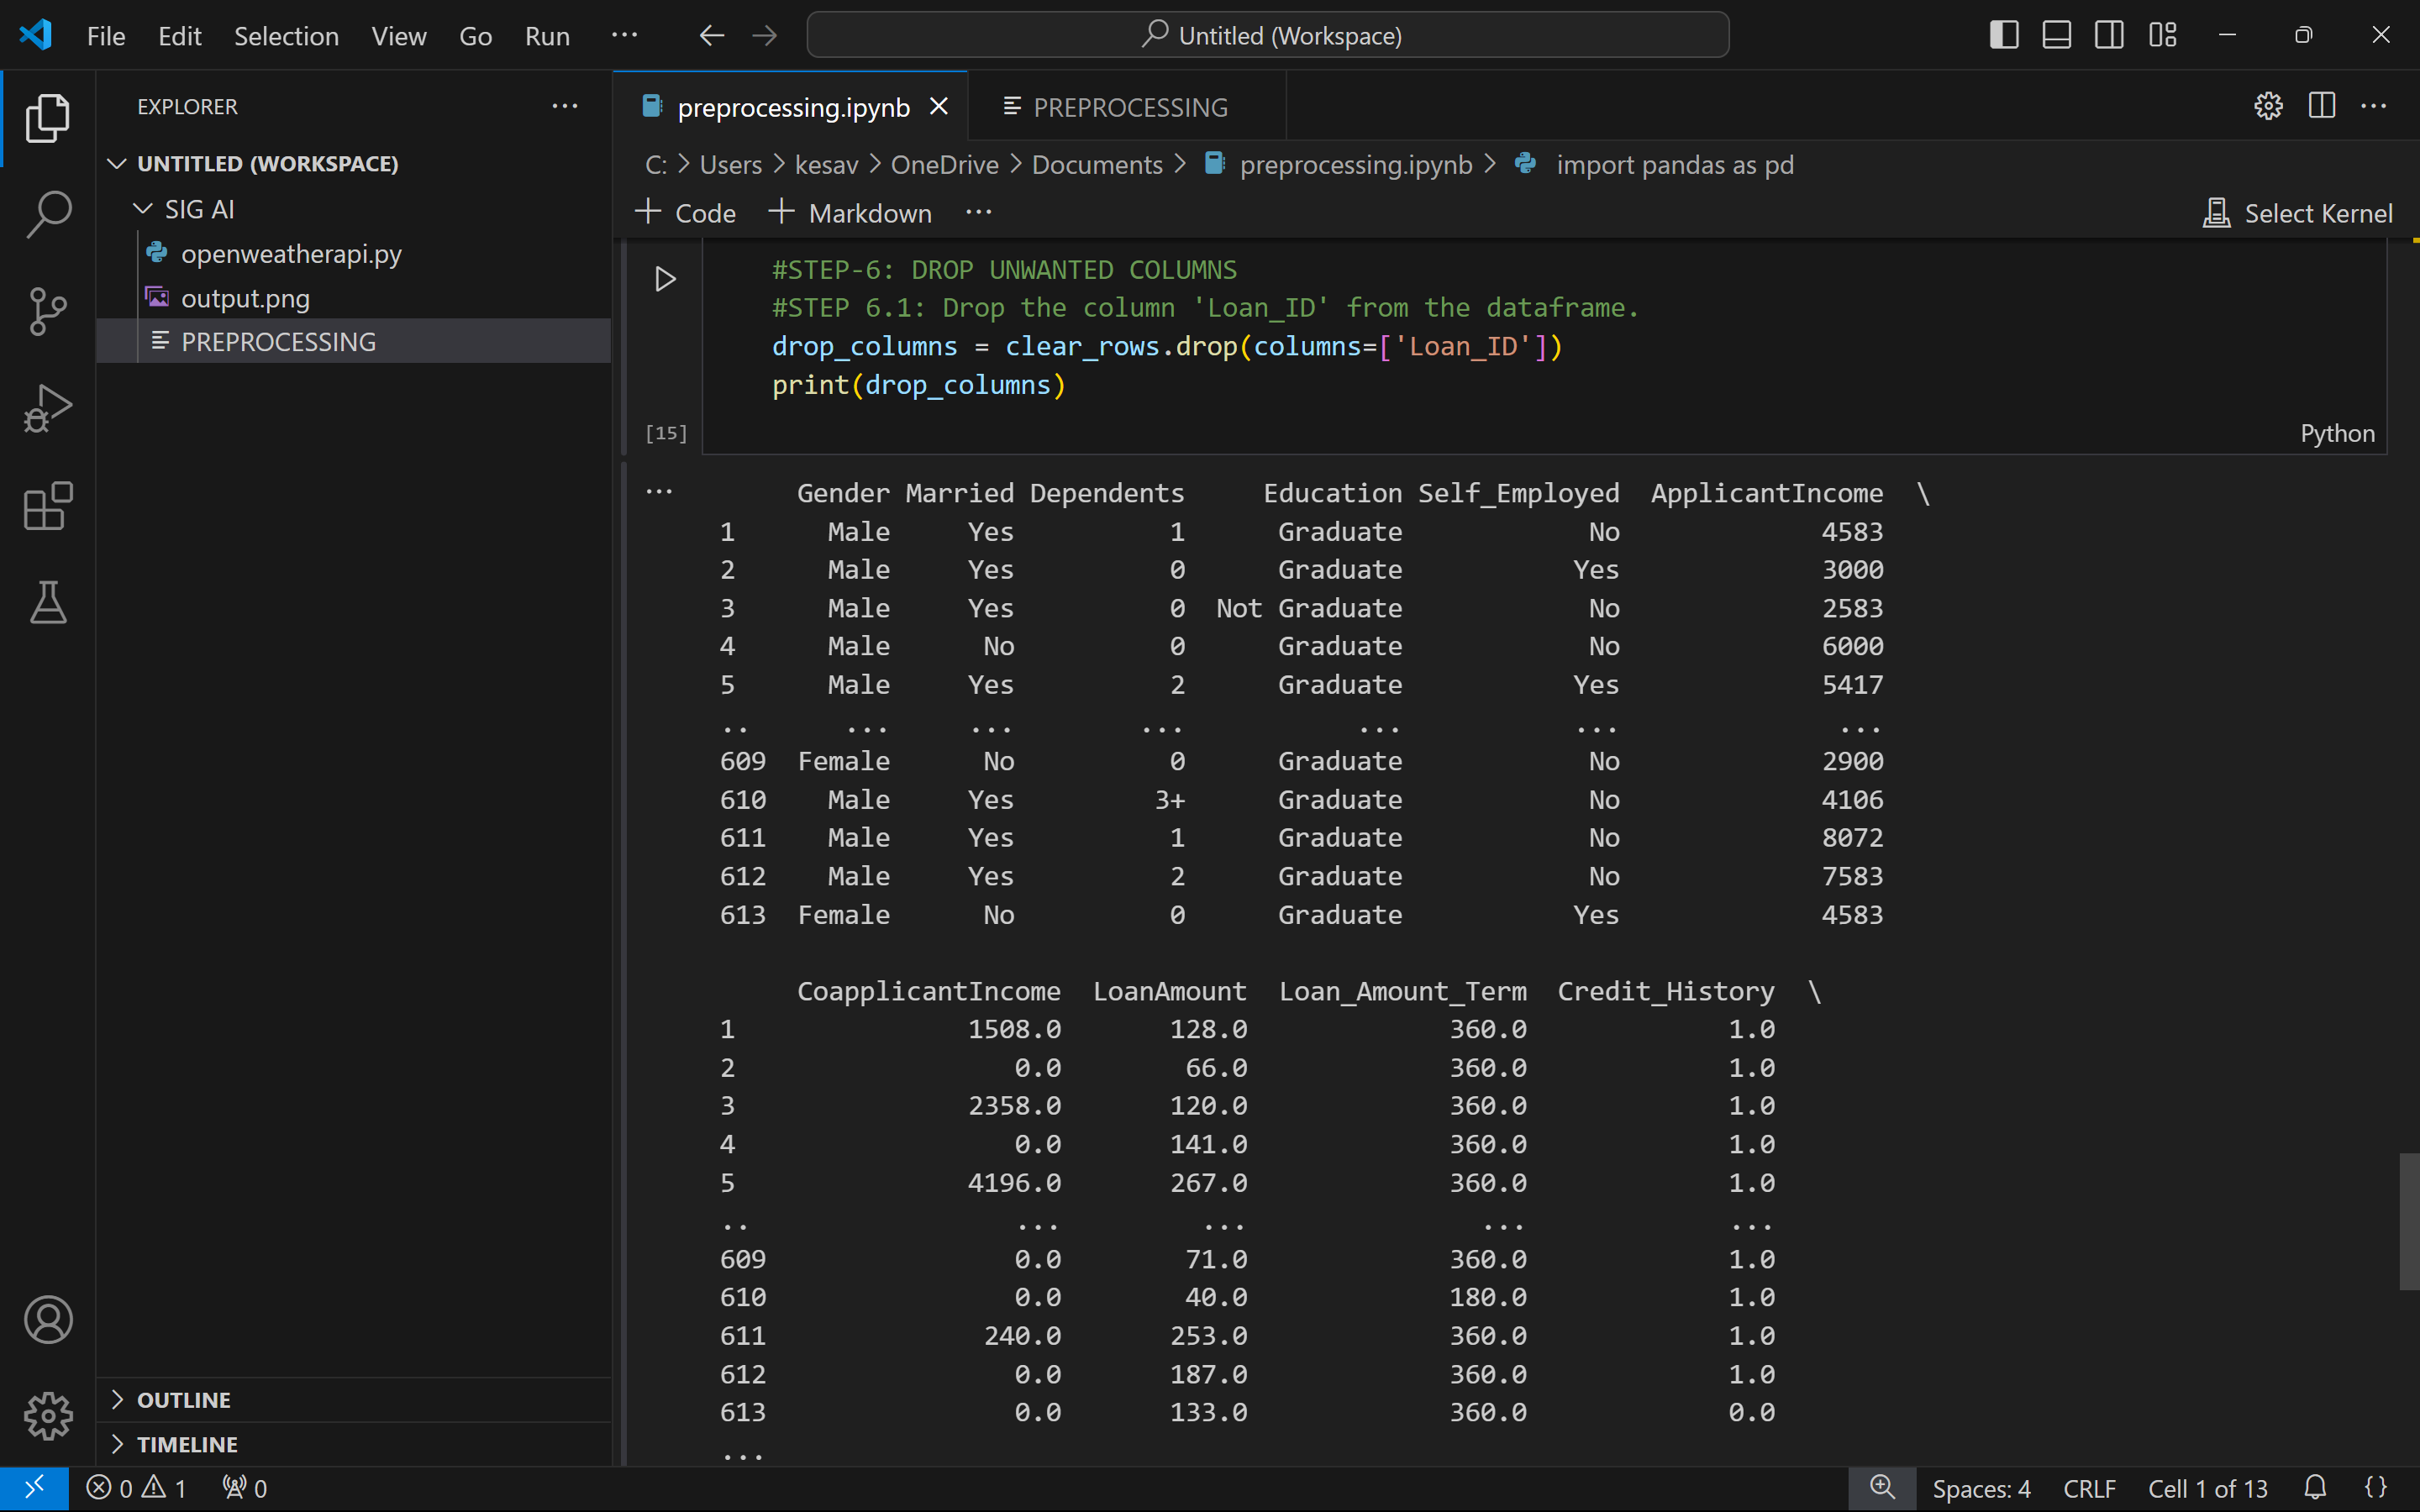 File Edit Selection View Go Run ... Untitled (Workspace)
EXPLORER ...
UNTITLED (WORKSPACE)
SIG AI
openweatherapi.py
output.png
PREPROCESSING
OUTLINE
TIMELINE
preprocessing.ipynb PREPROCESSING ...
C: > Users > kesav > OneDrive > Documents > preprocessing.ipynb > import pandas as pd
+ Code + Markdown ... Select Kernel
#STEP-6: DROP UNWANTED COLUMNS
#STEP 6.1: Drop the column 'Loan_ID' from the dataframe.
drop_columns = clear_rows.drop(columns=['Loan_ID'])
print(drop_columns)
[15] Python
... Gender Married Dependents Education Self_Employed ApplicantIncome \
1 Male Yes 1 Graduate No 4583
2 Male Yes 0 Graduate Yes 3000
3 Male Yes 0 Not Graduate No 2583
4 Male No 0 Graduate No 6000
5 Male Yes 2 Graduate Yes 5417
.. ... ... ... ... ... ...
609 Female No 0 Graduate No 2900
610 Male Yes 3+ Graduate No 4106
611 Male Yes 1 Graduate No 8072
612 Male Yes 2 Graduate No 7583
613 Female No 0 Graduate Yes 4583
CoapplicantIncome LoanAmount Loan_Amount_Term Credit_History \
1 1508.0 128.0 360.0 1.0
2 0.0 66.0 360.0 1.0
3 2358.0 120.0 360.0 1.0
4 0.0 141.0 360.0 1.0
5 4196.0 267.0 360.0 1.0
.. ... ... ... ...
609 0.0 71.0 360.0 1.0
610 0.0 40.0 180.0 1.0
611 240.0 253.0 360.0 1.0
612 0.0 187.0 360.0 1.0
613 0.0 133.0 360.0 0.0
...
0 1 0 Spaces: 4 CRLF Cell 1 of 13 {}